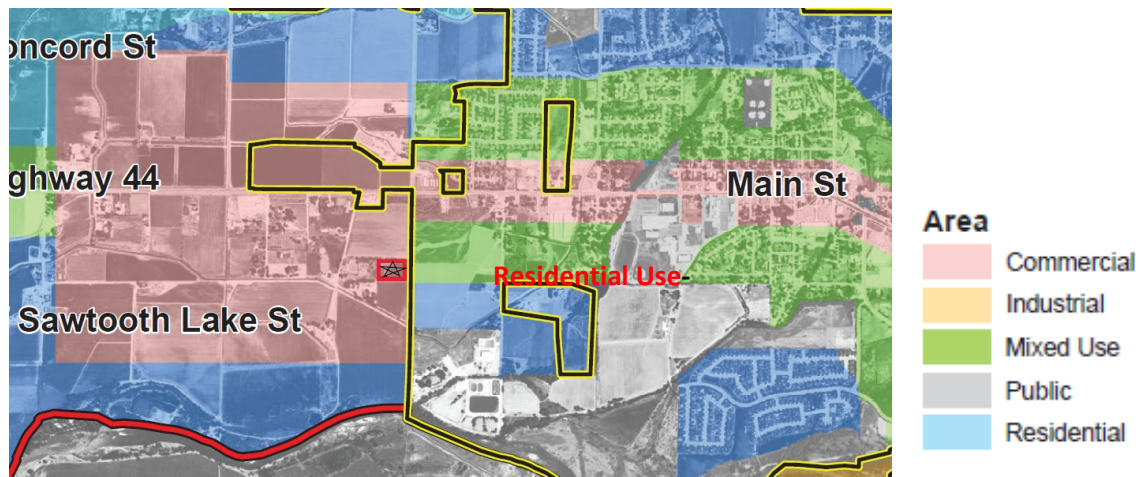 oncord St
ghway 44
Main St
Residential Use-
Sawtooth Lake St
Area
Commercial
Industrial
Mixed Use
Public
Residential